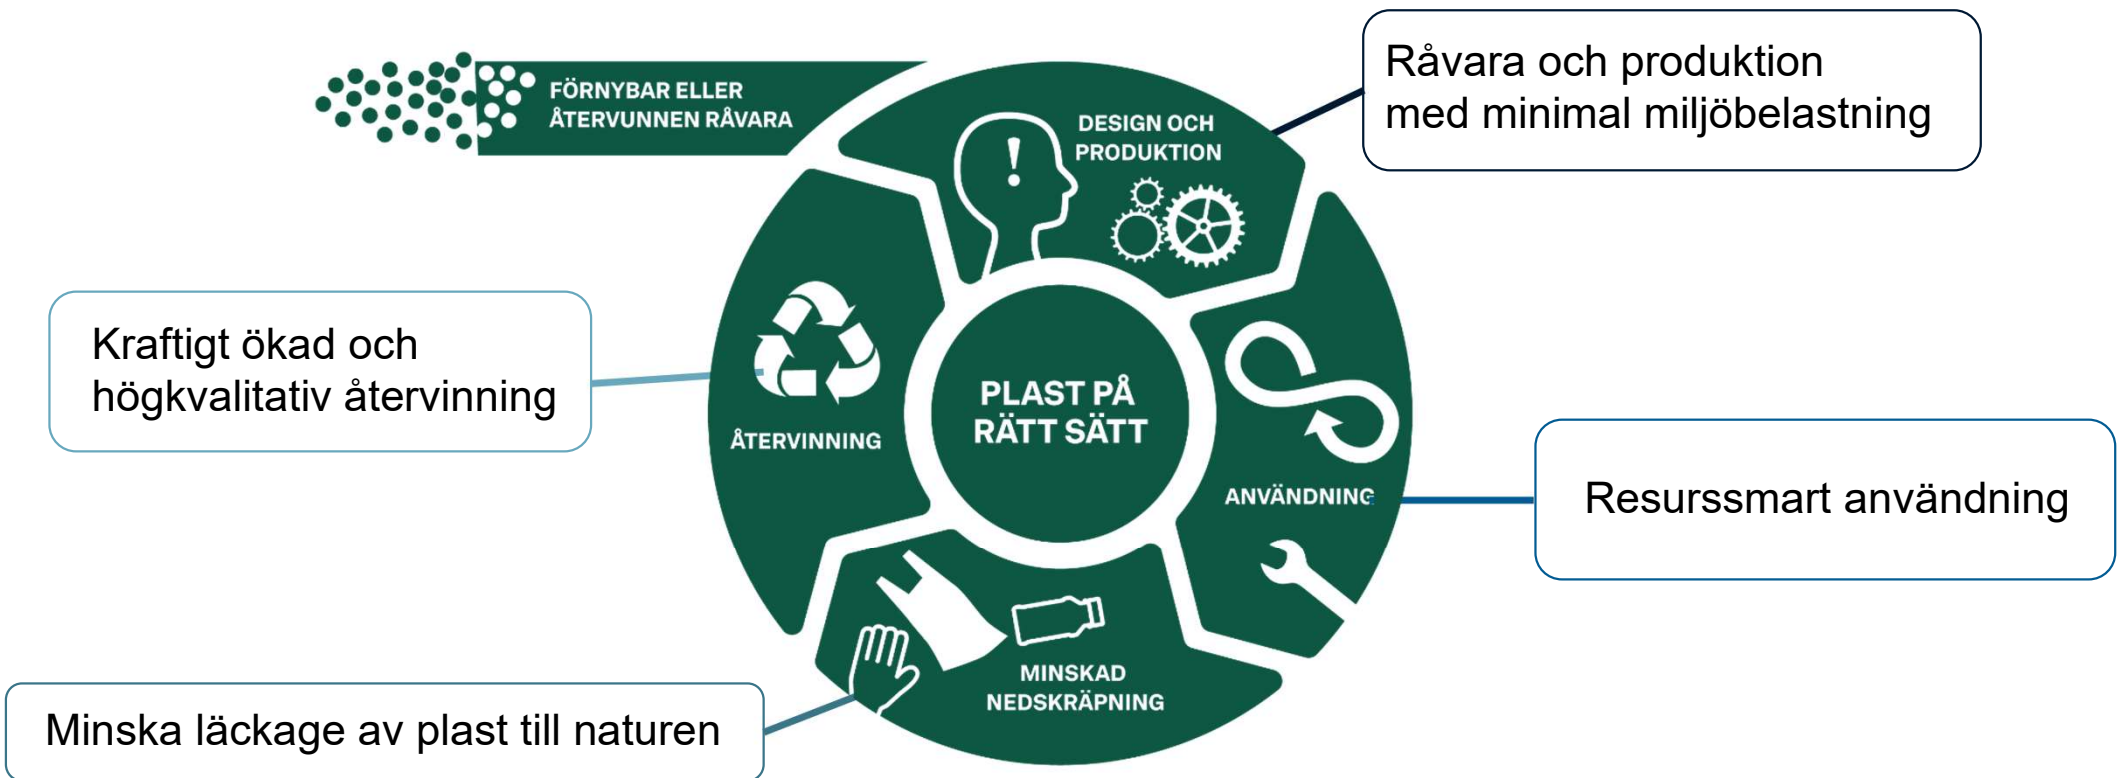 FÖRNYBAR ELLER
ÅTERVUNNEN RÅVARA
DESIGN OCH
PRODUKTION
Råvara och produktion
med minimal miljöbelastning
Kraftigt ökad och
högkvalitativ återvinning
ÅTERVINNING
PLAST PÅ
RÄTT SÄTT
ANVÄNDNING
Resurssmart användning
MINSKAD
NEDSKRÄPNING
Minska läckage av plast till naturen